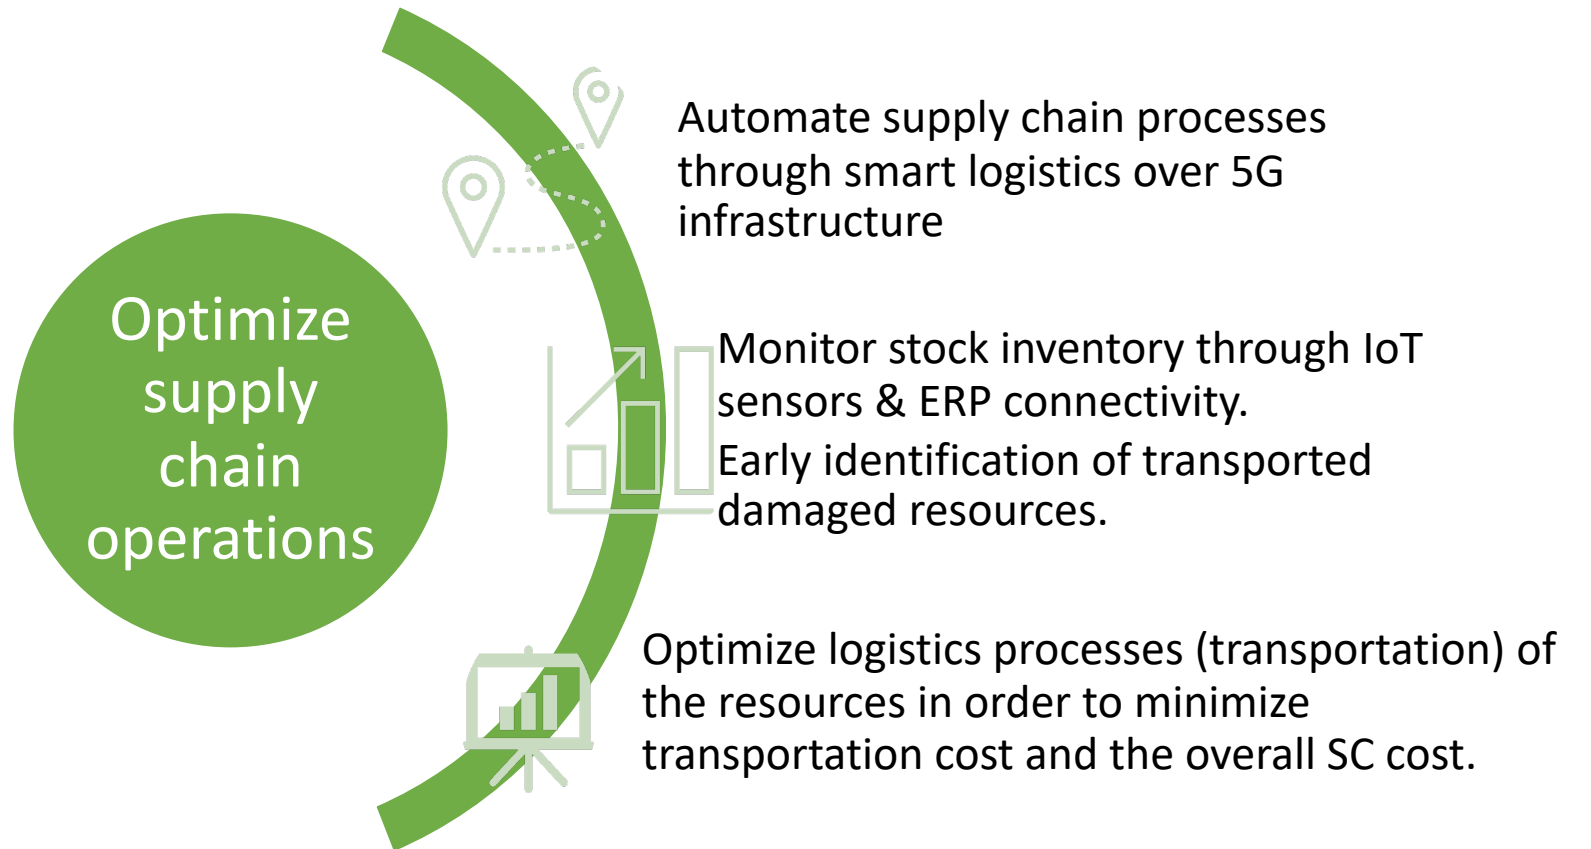 Optimize
supply
chain
operations
Automate supply chain processes
through smart logistics over 5G
infrastructure
Monitor stock inventory through IoT
sensors & ERP connectivity.
Early identification of transported
damaged resources.
Optimize logistics processes (transportation) of
the resources in order to minimize
transportation cost and the overall SC cost.